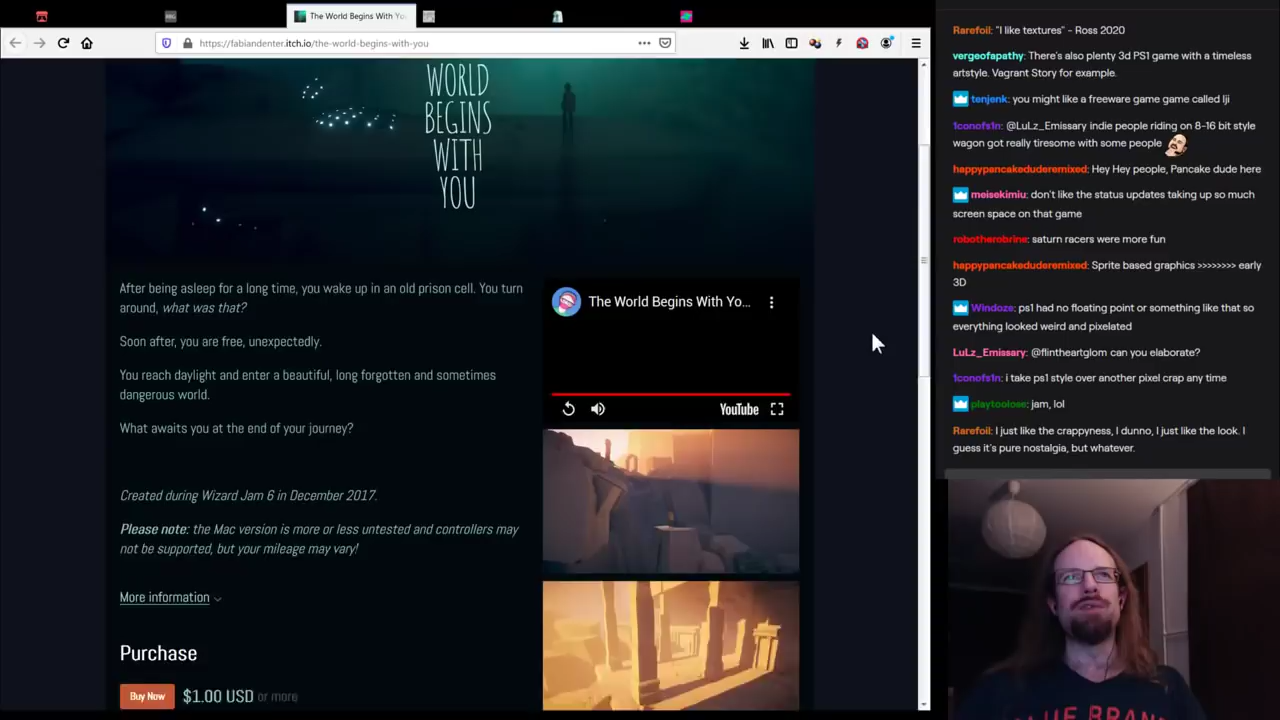 The World Begins With Yo
https://fabiandenter.itch.io/the-world-begins-with-you
WORLD
BEGINS
WITH
YOU
After being asleep for a long time, you wake up in an old prison cell. You turn
around, what was that?
Soon after, you are free, unexpectedly.
You reach daylight and enter a beautiful, long forgotten and sometimes
dangerous world.
What awaits you at the end of your journey?
Created during Wizard Jam 6 in December 2017.
Please note: the Mac version is more or less untested and controllers may
not be supported, but your mileage may vary!
More information
Purchase
Buy Now $1.00 USD or more
The World Begins With Yo...
YouTube
Rarefoil: "I like textures" - Ross 2020
vergeofapathy: There's also plenty 3d PS1 game with a timeless
artstyle. Vagrant Story for example.
tenjenk: you might like a freeware game game called Iji
1conofs1n: @LuLz_Emissary indie people riding on 8-16 bit style
wagon got really tiresome with some people
happypancakeduderemixed: Hey Hey people, Pancake dude here
meisekimiu: don't like the status updates taking up so much
screen space on that game
robotherobrine: saturn racers were more fun
happypancakeduderemixed: Sprite based graphics >>>>>>>> early
3D
Windoze: ps1 had no floating point or something like that so
everything looked weird and pixelated
LuLz_Emissary: @flintheartglom can you elaborate?
1conofs1n: i take ps1 style over another pixel crap any time
playtoolose: jam, lol
Rarefoil: I just like the crappyness, I dunno, I just like the look. I
guess it's pure nostalgia, but whatever.